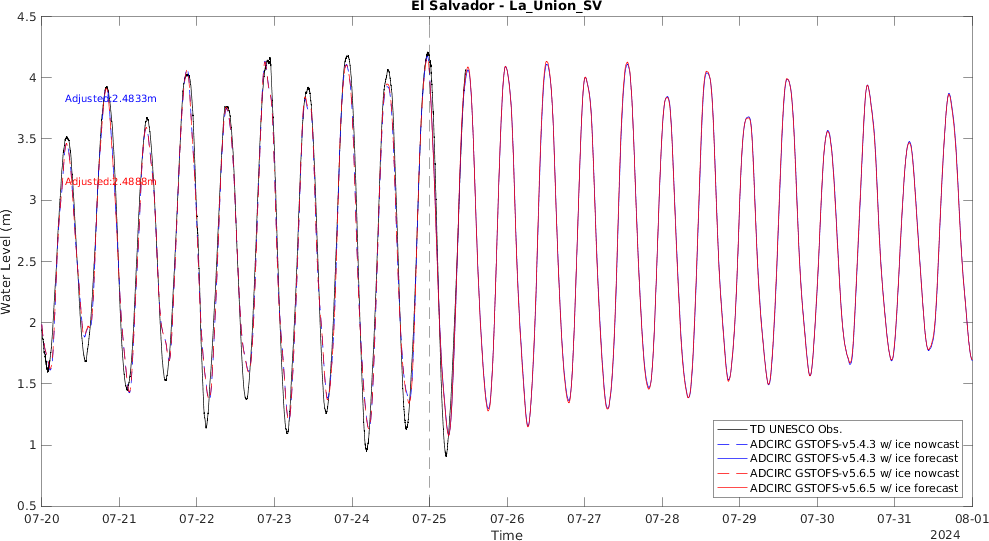 El Salvador - La_Union_SV
4.5
4
3.5
3
2.5
2
1.5
1
0.5
Water Level (m)
Adjusted:2.4833m
Adjusted:2.4888m
TD UNESCO Obs.
ADCIRC GSTOFS-v5.4.3 w/ ice nowcast
ADCIRC GSTOFS-v5.4.3 w/ ice forecast
ADCIRC GSTOFS-v5.6.5 w/ ice nowcast
ADCIRC GSTOFS-v5.6.5 w/ ice forecast
07-20 07-21 07-22 07-23 07-24 07-25 07-26 07-27 07-28 07-29 07-30 07-31 08-01
Time
2024